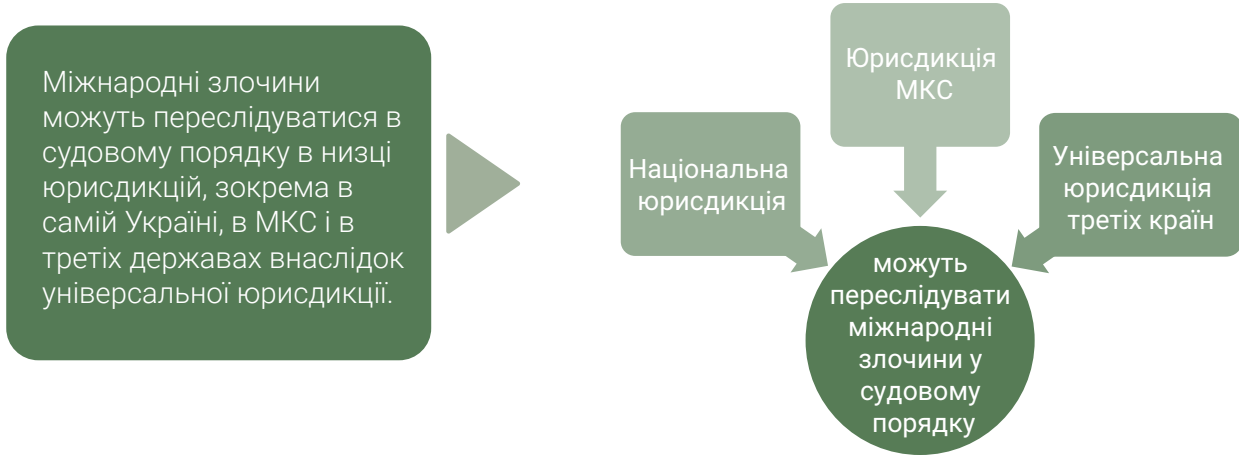 Міжнародні злочини
можуть переслідуватися в
судовому порядку в низці
юрисдикцій, зокрема в
самій Україні, в МКС і в
третіх державах внаслідок
універсальної юрисдикції.
Національна
юрисдикція
Юрисдикція
МКС
Універсальна
юрисдикція
третіх країн
можуть
переслідувати
міжнародні
злочини у
судовому
порядку